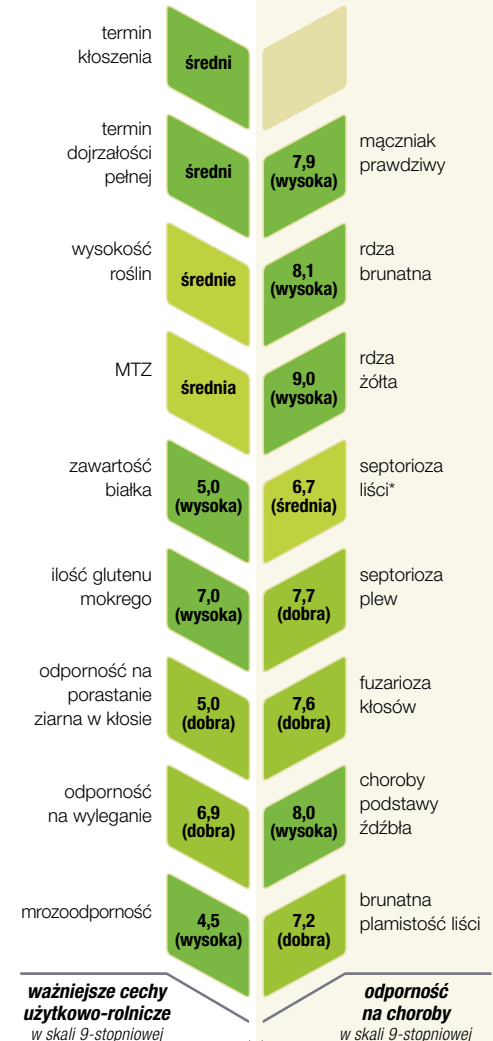 termin
kłoszenia
średni
termin
dojrzałości
pełnej
średni
wysokość
roślin
średnie
MTZ
średnia
zawartość
białka
5,0
(wysoka)
ilość glutenu
mokrego
7,0
(wysoka)
odporność na
porastanie
ziarna w kłosie
5,0
(dobra)
odporność
na wyleganie
6,9
(dobra)
mrozoodporność
4,5
(wysoka)
ważniejsze cechy
użytkowo-rolnicze
w skali 9-stopniowej
7,9
(wysoka)
mączniak
prawdziwy
8,1
(wysoka)
rdza
brunatna
9,0
(wysoka)
rdza
żółta
6,7
(średnia)
septorioza
liści*
7,7
(dobra)
septorioza
plew
7,6
(dobra)
fuzarioza
kłosów
8,0
(wysoka)
choroby
podstawy
źdźbła
7,2
(dobra)
brunatna
plamistość liści
odporność
na choroby
w skali 9-stopniowej